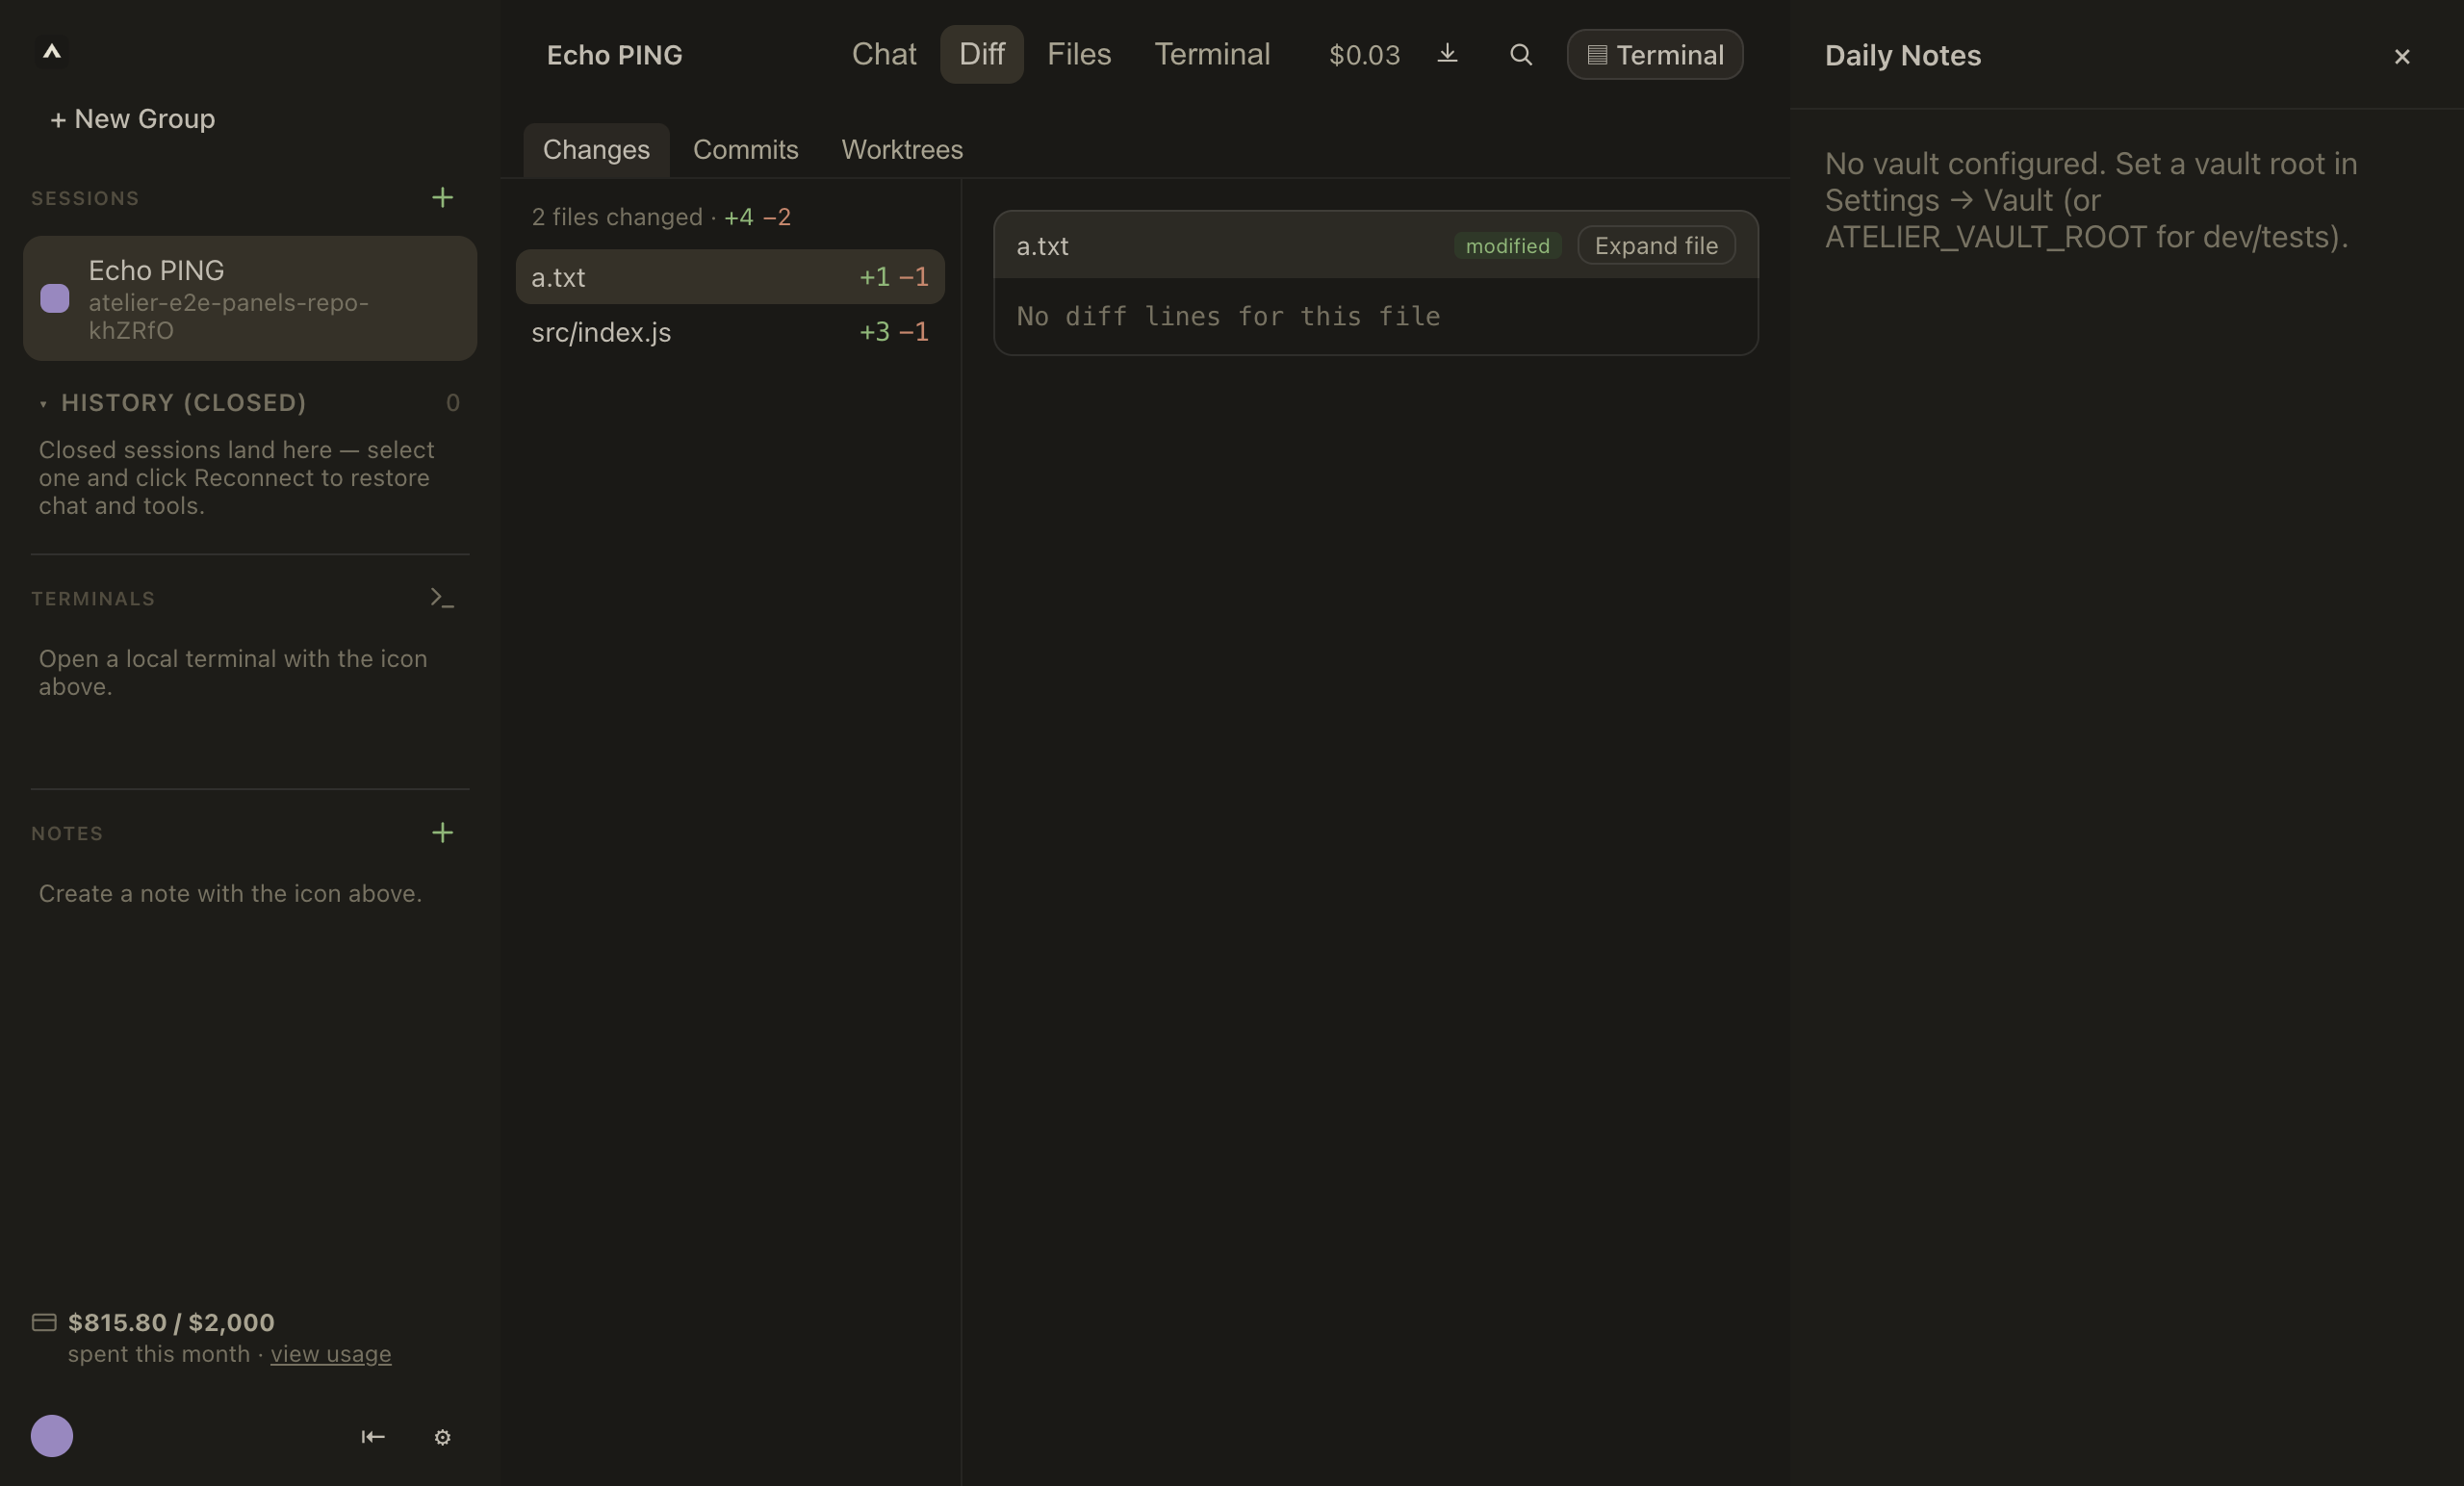 + New Group
SESSIONS
Echo PING
atelier-e2e-panels-repo-
khZRfO
HISTORY (CLOSED) 0
Closed sessions land here — select
one and click Reconnect to restore
chat and tools.
TERMINALS
Open a local terminal with the icon
above.
NOTES
Create a note with the icon above.
$815.80 / $2,000
spent this month · view usage
Echo PING Chat Diff Files Terminal $0.03 Terminal
Changes Commits Worktrees
2 files changed · +4 −2
a.txt +1 −1
src/index.js +3 −1
a.txt modified Expand file
No diff lines for this file
Daily Notes ×
No vault configured. Set a vault root in
Settings → Vault (or
ATELIER_VAULT_ROOT for dev/tests).